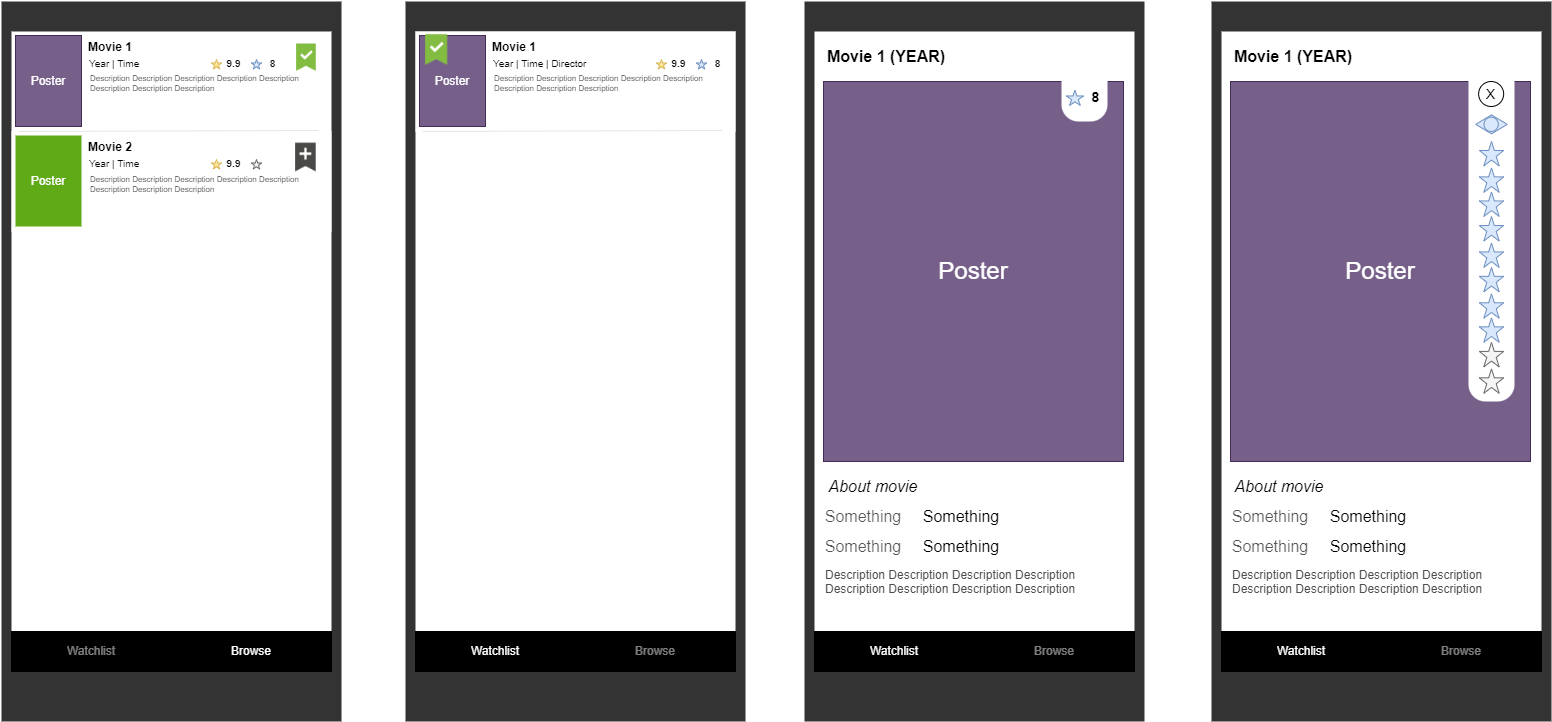 Movie 1
Year | Time 9.9 8
Poster
Description Description Description Description Description
Description Description Description
Movie 2
Year | Time 9.9
Poster
Description Description Description Description Description
Description Description Description
Watchlist Browse
Movie 1
Year | Time | Director 9.9 8
Poster
Description Description Description Description Description
Description Description Description
Watchlist Browse
Movie 1 (YEAR)
8
Poster
About movie
Something Something
Something Something
Description Description Description Description
Description Description Description Description
Watchlist Browse
Movie 1 (YEAR)
X
Poster
About movie
Something Something
Something Something
Description Description Description Description
Description Description Description Description
Watchlist Browse